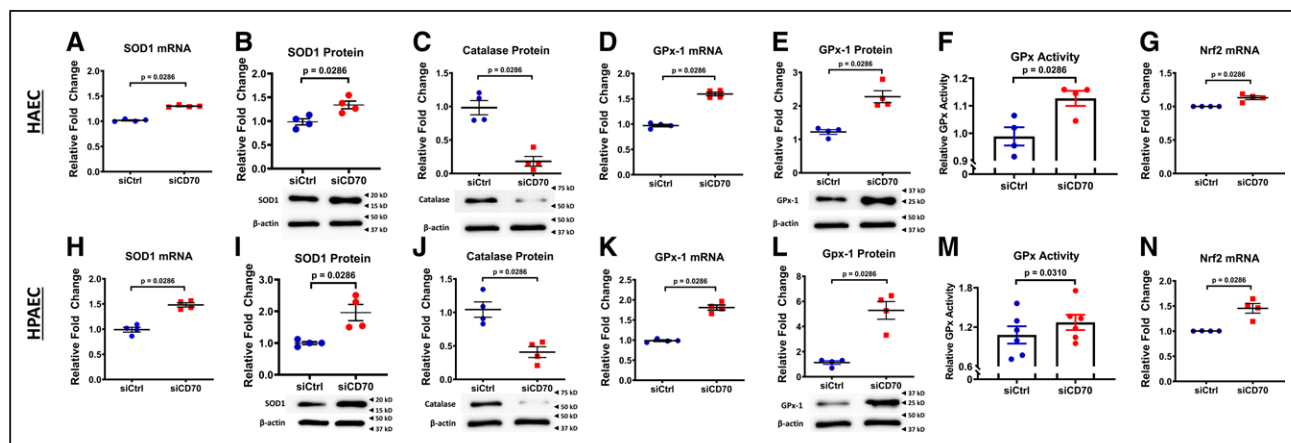 HAEC
A
SOD1 mRNA
Relative Fold Change
2.0
1.5
1.0
0.5
0.0
p = 0.0286
siCtrl siCD70
B
SOD1 Protein
Relative Fold Change
2.0
1.5
1.0
0.5
0.0
p = 0.0286
siCtrl siCD70
SOD1
◄ 20 kD
◄ 15 kD
β-actin
◄ 50 kD
◄ 37 kD
C
Catalase Protein
Relative Fold Change
1.5
1.0
0.5
0.0
p = 0.0286
siCtrl siCD70
Catalase
◄ 75 kD
◄ 50 kD
β-actin
◄ 50 kD
◄ 37 kD
D
GPx-1 mRNA
Relative Fold Change
2.0
1.5
1.0
0.5
0.0
p = 0.0286
siCtrl siCD70
E
GPx-1 Protein
Relative Fold Change
3
2
1
0
p = 0.0286
siCtrl siCD70
GPx-1
◄ 37 kD
◄ 25 kD
β-actin
◄ 50 kD
◄ 37 kD
F
GPx Activity
Relative GPx Activity
1.2
1.1
1.0
0.9
0
p = 0.0286
siCtrl siCD70
G
Nrf2 mRNA
Relative Fold Change
2.0
1.5
1.0
0.5
0.0
p = 0.0286
siCtrl siCD70
HPAEC
H
SOD1 mRNA
Relative Fold Change
2.0
1.5
1.0
0.5
0.0
p = 0.0286
siCtrl siCD70
I
SOD1 Protein
Relative Fold Change
3
2
1
0
p = 0.0286
siCtrl siCD70
SOD1
◄ 20 kD
◄ 15 kD
β-actin
◄ 50 kD
◄ 37 kD
J
Catalase Protein
Relative Fold Change
1.5
1.0
0.5
0.0
p = 0.0286
siCtrl siCD70
Catalase
◄ 75 kD
◄ 50 kD
β-actin
◄ 50 kD
◄ 37 kD
K
GPx-1 mRNA
Relative Fold Change
2.5
2.0
1.5
1.0
0.5
0.0
p = 0.0286
siCtrl siCD70
L
Gpx-1 Protein
Relative Fold Change
8
6
4
2
0
p = 0.0286
siCtrl siCD70
GPx-1
◄ 37 kD
◄ 25 kD
β-actin
◄ 50 kD
◄ 37 kD
M
GPx Activity
Relative GPx Activity
1.8
1.2
0.6
0
p = 0.0310
siCtrl siCD70
N
Nrf2 mRNA
Relative Fold Change
2.0
1.5
1.0
0.5
0.0
p = 0.0286
siCtrl siCD70